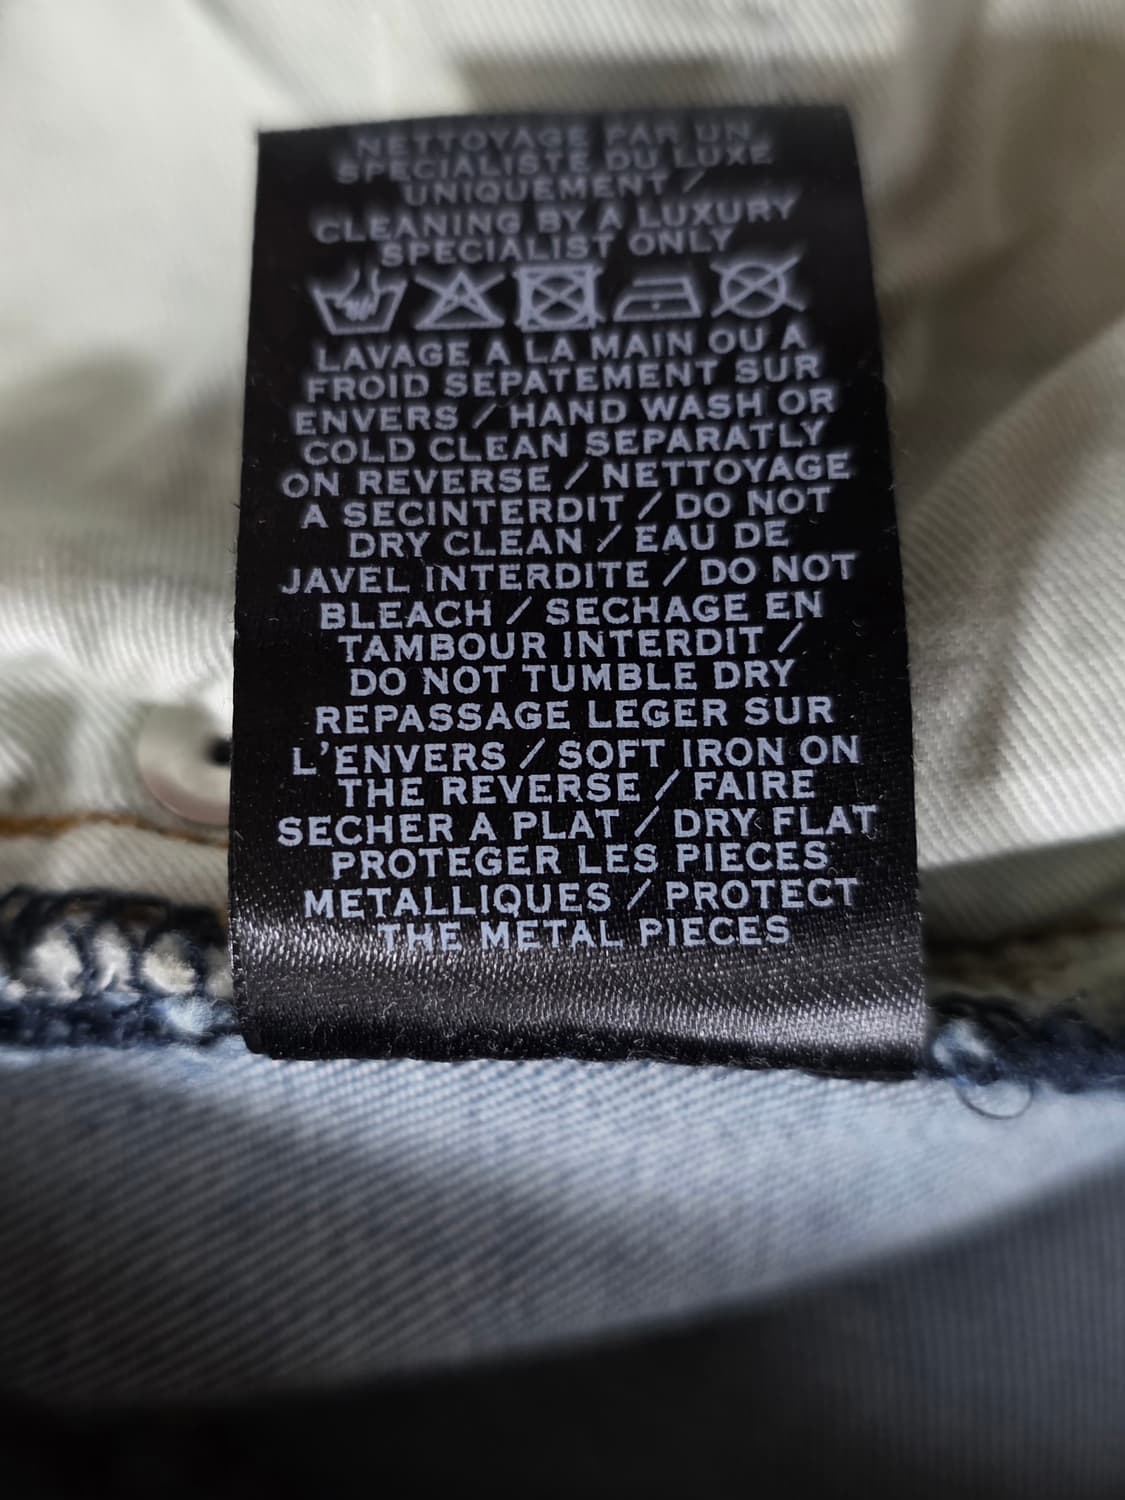 NETTOYAGE PAR UN
SPECIALISTE DU LUXE
UNIQUEMENT /
CLEANING BY A LUXURY
SPECIALIST ONLY
LAVAGE A LA MAIN OU A
FROID SEPATEMENT SUR
ENVERS / HAND WASH OR
COLD CLEAN SEPARATLY
ON REVERSE / NETTOYAGE
A SECINTERDIT / DO NOT
DRY CLEAN / EAU DE
JAVEL INTERDITE / DO NOT
BLEACH / SECHAGE EN
TAMBOUR INTERDIT /
DO NOT TUMBLE DRY
REPASSAGE LEGER SUR
L'ENVERS / SOFT IRON ON
THE REVERSE / FAIRE
SECHER A PLAT / DRY FLAT
PROTEGER LES PIECES
METALLIQUES / PROTECT
THE METAL PIECES